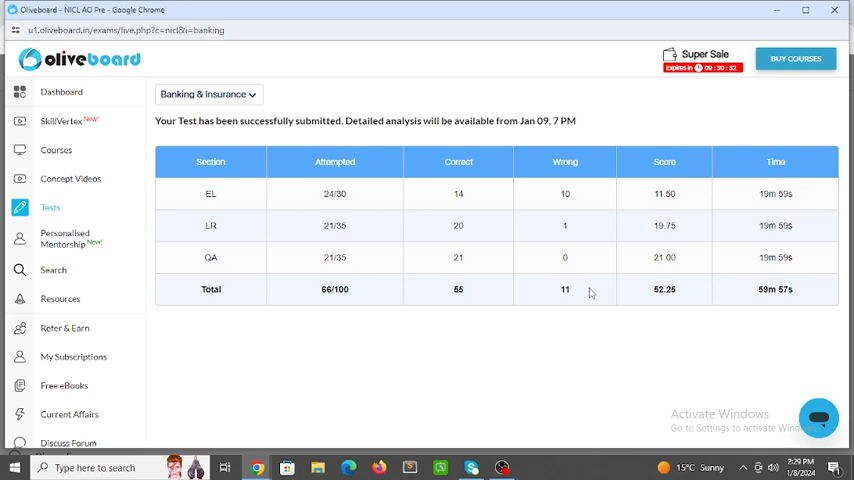 Oliveboard - NICL AO Pre - Google Chrome
u1.oliveboard.in/exams/live.php?c=nicl&i=banking
oliveboard
Super Sale
Expires in 09 : 30 : 32
BUY COURSES
Dashboard
SkillVertex New!
Courses
Concept Videos
Tests
Personalised
Mentorship New!
Search
Resources
Refer & Earn
My Subscriptions
Free eBooks
Current Affairs
Discuss Forum
Banking & Insurance
Your Test has been successfully submitted. Detailed analysis will be available from Jan 09, 7 PM
Section Attempted Correct Wrong Score Time
EL 24/30 14 10 11.50 19m 59s
LR 21/35 20 1 19.75 19m 59s
QA 21/35 21 0 21.00 19m 59s
Total 66/100 55 11 52.25 59m 57s
Activate Windows
Go to Settings to activate Windows.
Type here to search
15°C Sunny
2:29 PM
1/8/2024